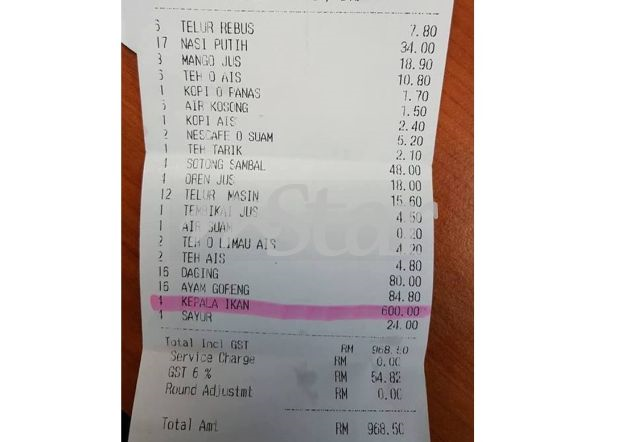 6 TELUR REBUS 7.80
17 NASI PUTIH 34.00
3 MANGO JUS 18.90
6 TEH O AIS 10.80
1 KOPI O PANAS 1.70
5 AIR KOSONG 1.50
1 KOPI AIS 2.40
2 NESCAFE O SUAM 5.20
1 TEH TARIK 2.10
4 SOTONG SAMBAL 48.00
4 OREN JUS 18.00
12 TELUR MASIN 15.60
1 TEMBIKAI JUS 4.50
1 AIR SUAM 0.20
2 TEH O LIMAU AIS 4.20
2 TEH AIS 4.80
16 DAGING 80.00
16 AYAM GORENG 84.80
4 KEPALA IKAN 600.00
4 SAYUR 24.00
Total Incl GST RM 968.50
Service Charge RM 0.00
GST 6 % RM 54.82
Round Adjustmt RM 0.00
Total Amt RM 968.50
Star